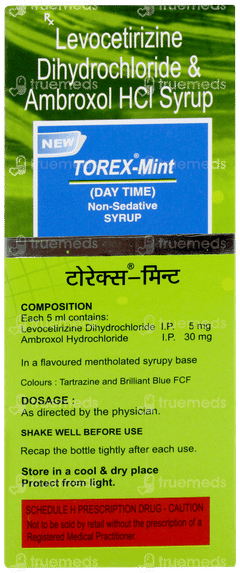 Rx
Levocetirizine
Dihydrochloride &
Ambroxol HCl Syrup
NEW
TOREX®-Mint
(DAY TIME)
Non-Sedative
SYRUP
टोरेक्स®-मिन्ट
COMPOSITION
Each 5 ml contains:
Levocetirizine Dihydrochloride I.P. 5 mg
Ambroxol Hydrochloride I.P. 30 mg
In a flavoured mentholated syrupy base
Colours : Tartrazine and Brilliant Blue FCF
DOSAGE :
As directed by the physician.
SHAKE WELL BEFORE USE
Recap the bottle tightly after each use.
Store in a cool & dry place
Protect from light.
SCHEDULE H PRESCRIPTION DRUG - CAUTION
Not to be sold by retail without the prescription of a
Registered Medical Practitioner.
truemeds